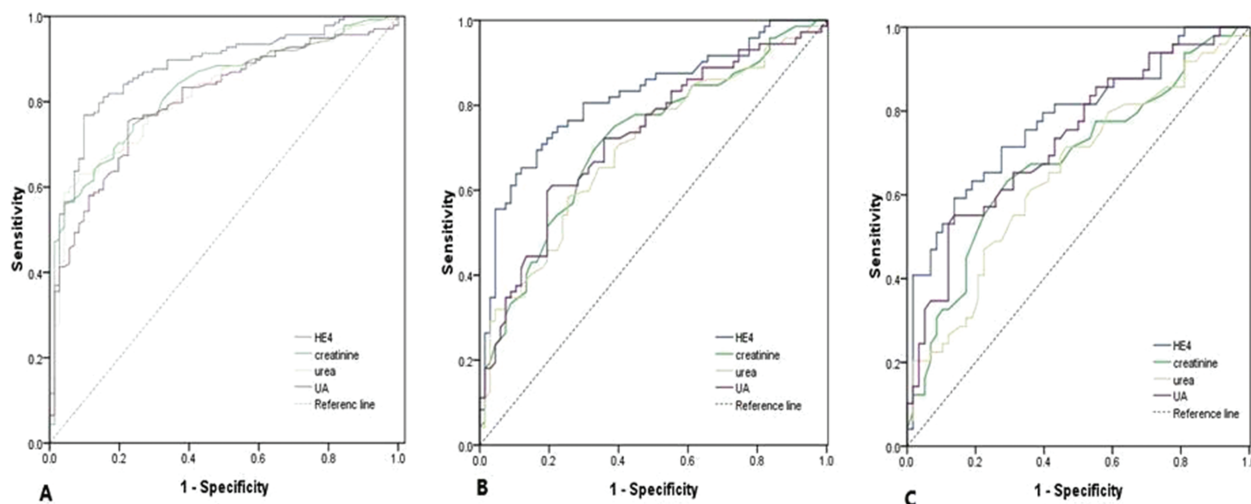 1.0
0.8
0.6
0.4
0.2
0.0
Sensitivity
HE4
creatinine
urea
UA
Referenc line
0.0 0.2 0.4 0.6 0.8 1.0
1 - Specificity
A
1.0
0.8
0.6
0.4
0.2
0.0
Sensitivity
HE4
creatinine
urea
UA
Reference line
0.0 0.2 0.4 0.6 0.8 1.0
1 - Specificity
B
1.0
0.8
0.6
0.4
0.2
0.0
Sensitivity
HE4
creatinine
urea
UA
Reference line
0.0 0.2 0.4 0.6 0.8 1.0
1 - Specificity
C